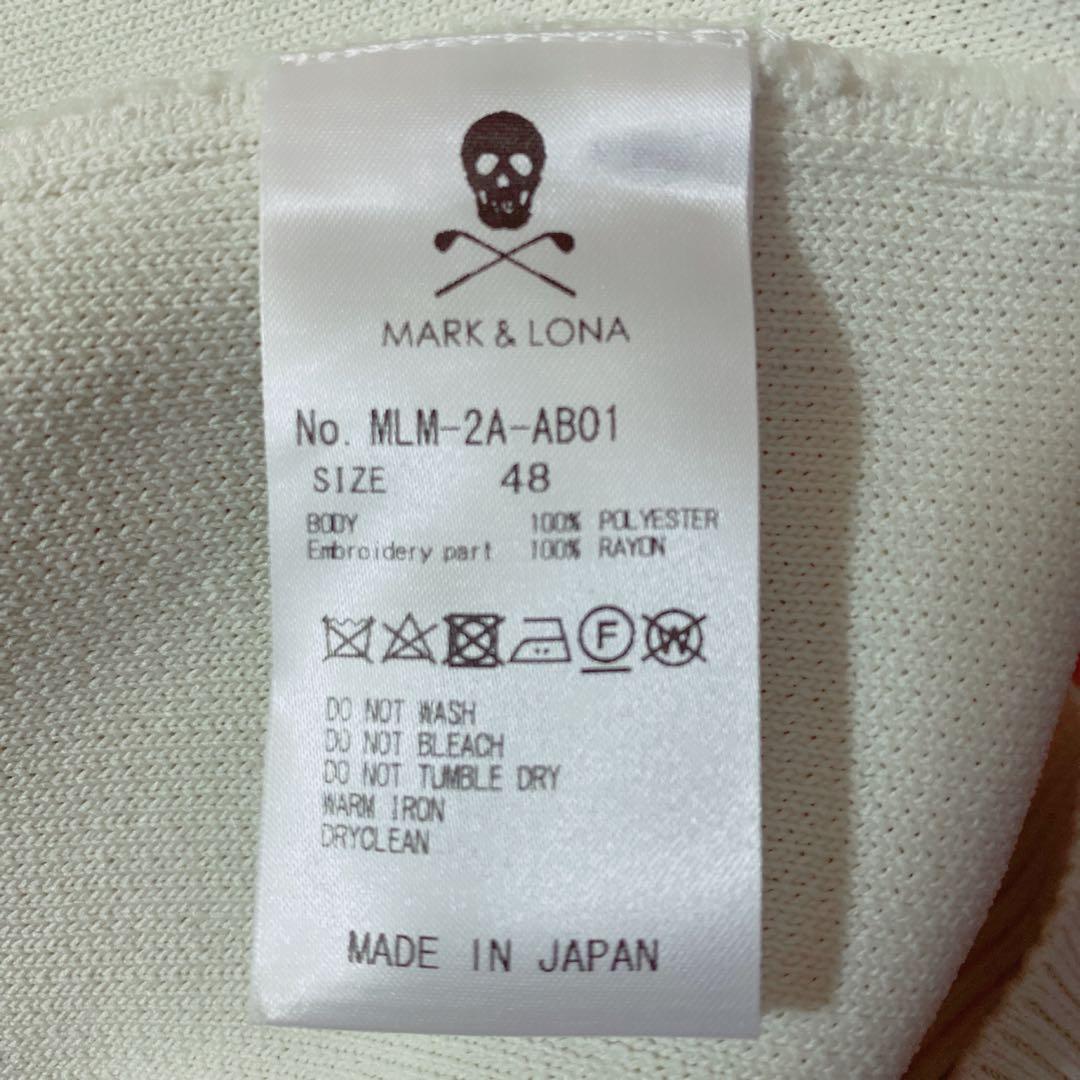 MARK & LONA
No. MLM-2A-AB01
SIZE 48
BODY 100% POLYESTER
Embroidery part 100% RAYON
F W
DO NOT WASH
DO NOT BLEACH
DO NOT TUMBLE DRY
WARM IRON
DRYCLEAN
MADE IN JAPAN